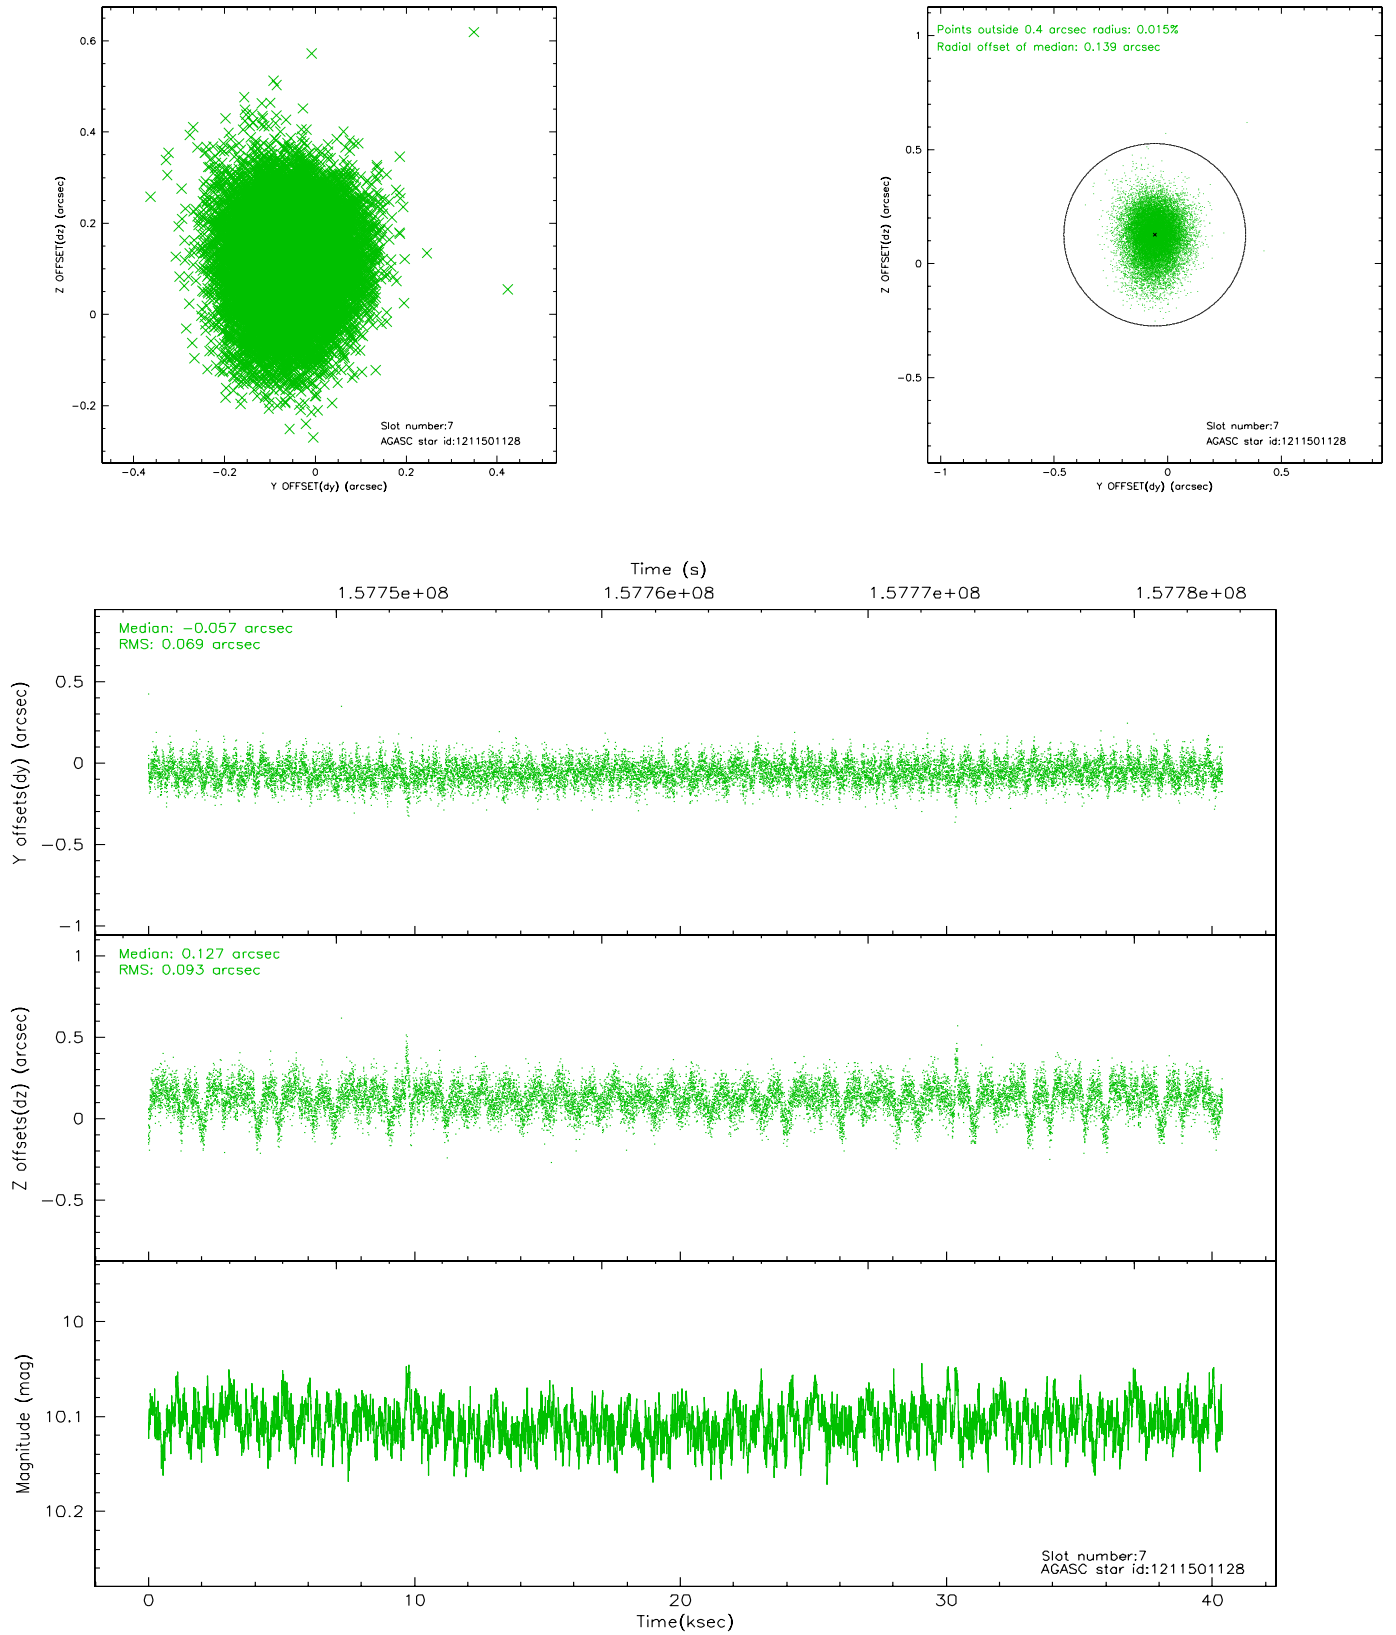 0.6
0.4
0.2
0
−0.2
Z OFFSET(dz) (arcsec)
−0.4
−0.2
0
0.2
0.4
Y OFFSET(dy) (arcsec)
Slot number:7
AGASC star id:1211501128
Points outside 0.4 arcsec radius: 0.015%
Radial offset of median: 0.139 arcsec
1
0.5
0
−0.5
Z OFFSET(dz) (arcsec)
−1
−0.5
0
0.5
Y OFFSET(dy) (arcsec)
Slot number:7
AGASC star id:1211501128
Time (s)
1.5775e+08
1.5776e+08
1.5777e+08
1.5778e+08
Median: −0.057 arcsec
RMS: 0.069 arcsec
0.5
0
−0.5
−1
Y offsets(dy) (arcsec)
Median: 0.127 arcsec
RMS: 0.093 arcsec
1
0.5
0
−0.5
Z offsets(dz) (arcsec)
10
10.1
10.2
Magnitude (mag)
Slot number:7
AGASC star id:1211501128
0
10
20
30
40
Time(ksec)